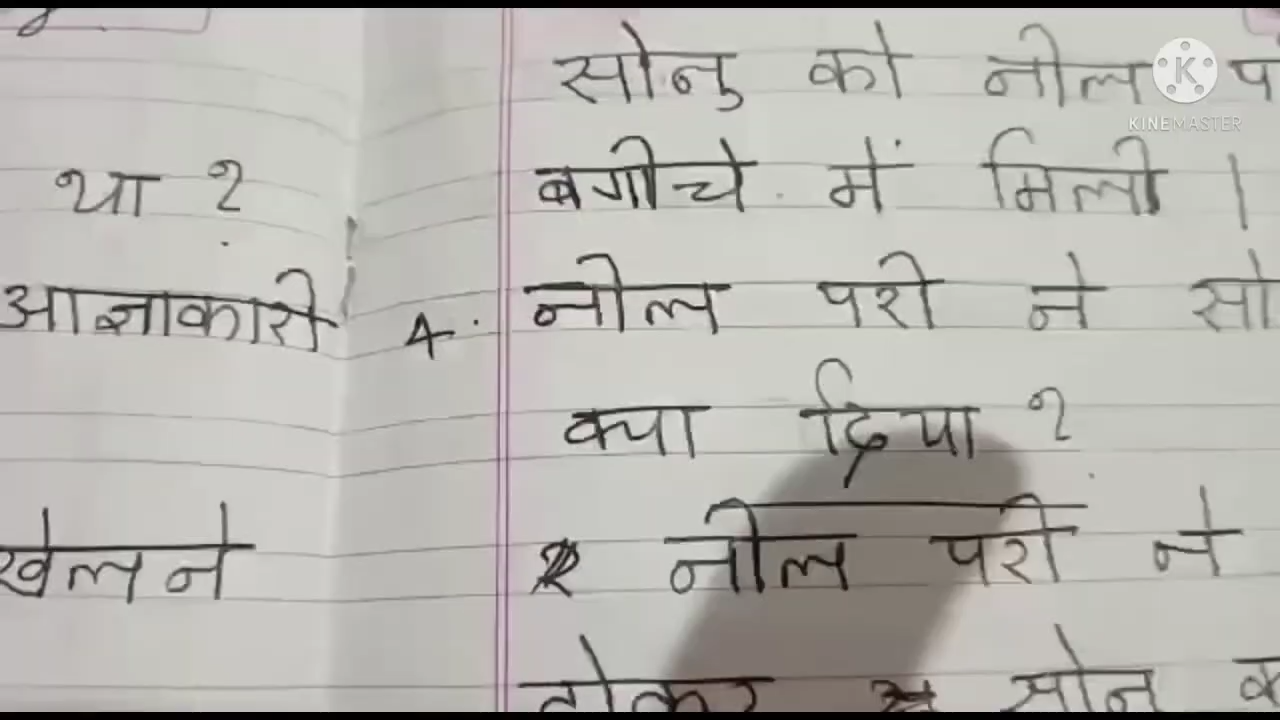 था ?
आज्ञाकारी
खेलने
सोनु को नील प
बगीचे में मिली ।
4. नील परी ने सो
क्या दिया ?
नील परी ने
सोन
KINEMASTER